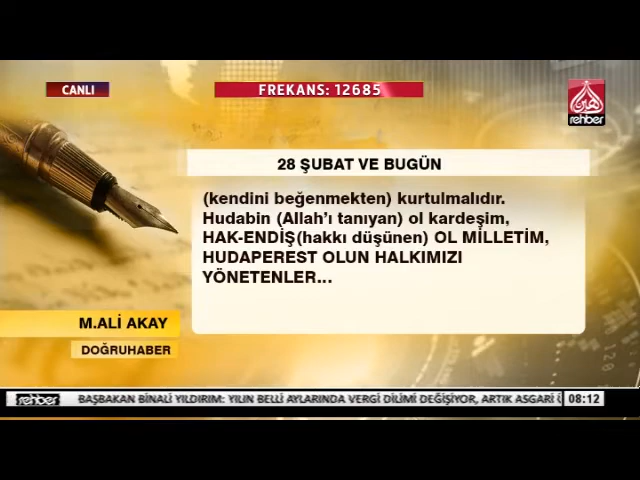 CANLI
FREKANS: 12685
rehber
28 ŞUBAT VE BUGÜN
(kendini beğenmekten) kurtulmalıdır.
Hudabin (Allah'ı tanıyan) ol kardeşim,
HAK-ENDİŞ(hakkı düşünen) OL MİLLETİM,
HUDAPEREST OLUN HALKIMIZI
YÖNETENLER...
M.ALİ AKAY
DOĞRUHABER
rehber BAŞBAKAN BİNALİ YILDIRIM: YILIN BELLİ AYLARINDA VERGİ DİLİMİ DEĞİŞİYOR, ARTIK ASGARİ 08:12